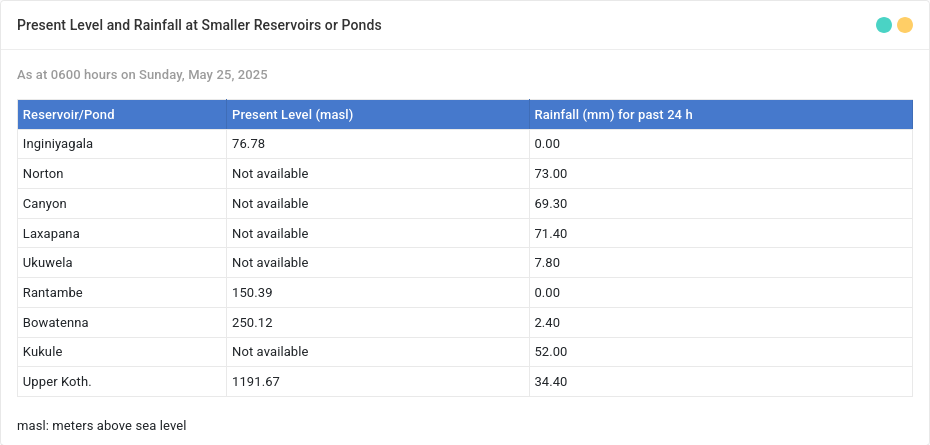 Present Level and Rainfall at Smaller Reservoirs or Ponds
As at 0600 hours on Sunday, May 25, 2025
Reservoir/Pond Present Level (masl) Rainfall (mm) for past 24 h
Inginiyagala 76.78 0.00
Norton Not available 73.00
Canyon Not available 69.30
Laxapana Not available 71.40
Ukuwela Not available 7.80
Rantambe 150.39 0.00
Bowatenna 250.12 2.40
Kukule Not available 52.00
Upper Koth. 1191.67 34.40
masl: meters above sea level